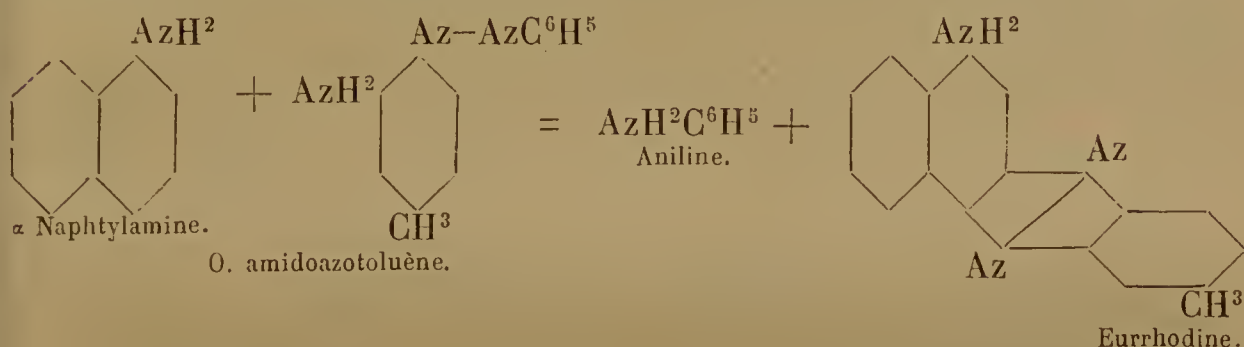 AzH² Az—AzC⁶H⁵ AzH²
+ AzH² = AzH²C⁶H⁵ +
Aniline.
Az
α Naphtylamine.
CH³
Az
O. amidoazotoluène.
CH³
Eurrhodine.